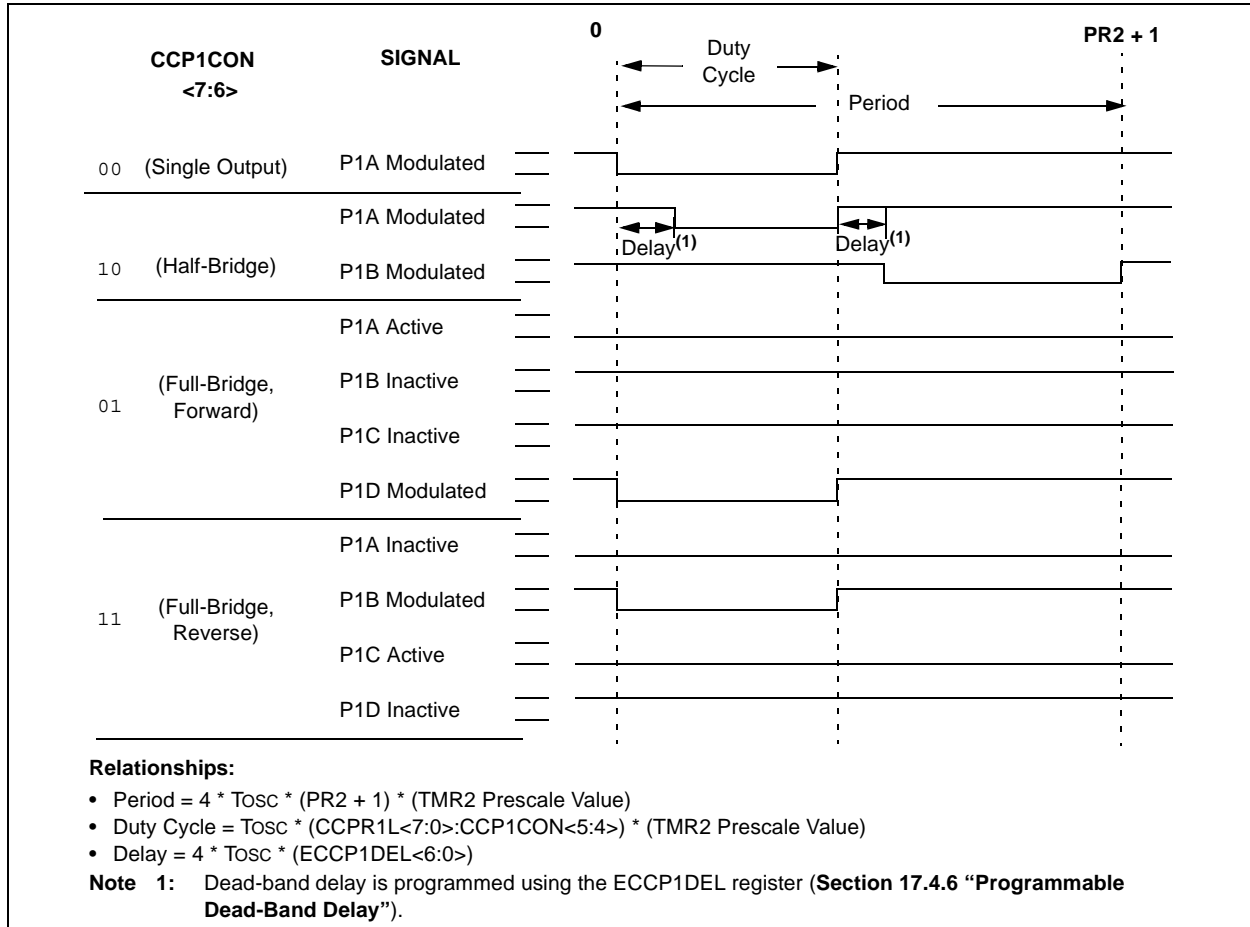 0
PR2 + 1
CCP1CON
<7:6>
SIGNAL
Duty
Cycle
Period
00 (Single Output) P1A Modulated
P1A Modulated
Delay(1) Delay(1)
10 (Half-Bridge) P1B Modulated
P1A Active
01 (Full-Bridge,
Forward)
P1B Inactive
P1C Inactive
P1D Modulated
P1A Inactive
11 (Full-Bridge,
Reverse)
P1B Modulated
P1C Active
P1D Inactive
Relationships:
• Period = 4 * TOSC * (PR2 + 1) * (TMR2 Prescale Value)
• Duty Cycle = TOSC * (CCPR1L<7:0>:CCP1CON<5:4>) * (TMR2 Prescale Value)
• Delay = 4 * TOSC * (ECCP1DEL<6:0>)
Note 1: Dead-band delay is programmed using the ECCP1DEL register (Section 17.4.6 “Programmable
Dead-Band Delay”).